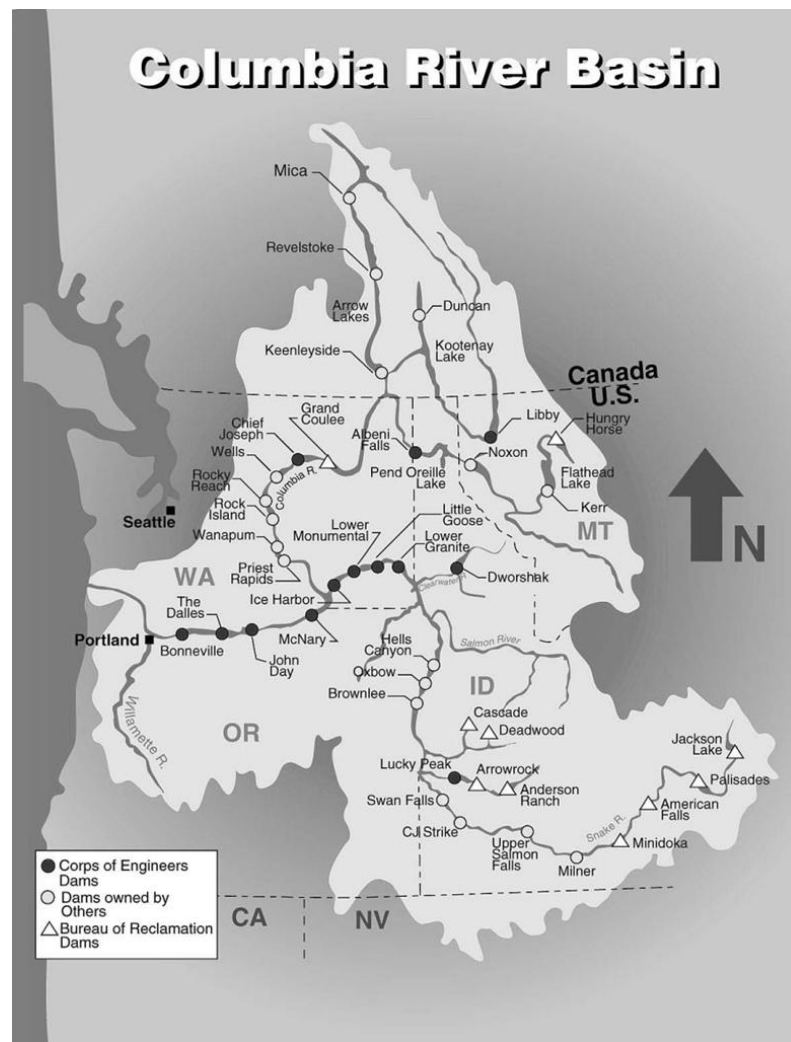 Columbia River Basin
Mica
Revelstoke
Arrow
Lakes
Duncan
Kootenay
Lake
Keenleyside
Canada
U.S.
Grand
Coulee
Chief
Joseph
Albeni
Falls
Libby
Hungry
Horse
Wells
Noxon
Pend Oreille
Lake
Flathead
Lake
Rocky
Reach
Columbia R.
Rock
Island
Kerr
Seattle
Little
Goose
Lower
Monumental
Lower
Granite
Wanapum
MT
N
WA
Priest
Rapids
Ice Harbor
Clearwater R.
Dworshak
The
Dalles
Portland
Bonneville
John
Day
McNary
Hells
Canyon
Salmon River
Oxbow
Brownlee
ID
Willamette R.
OR
Cascade
Deadwood
Jackson
Lake
Lucky Peak
Arrowrock
Palisades
Anderson
Ranch
Swan Falls
American
Falls
CJ Strike
Upper
Salmon
Falls
Snake R.
Minidoka
Milner
Corps of Engineers
Dams
Dams owned by
Others
Bureau of Reclamation
Dams
CA
NV